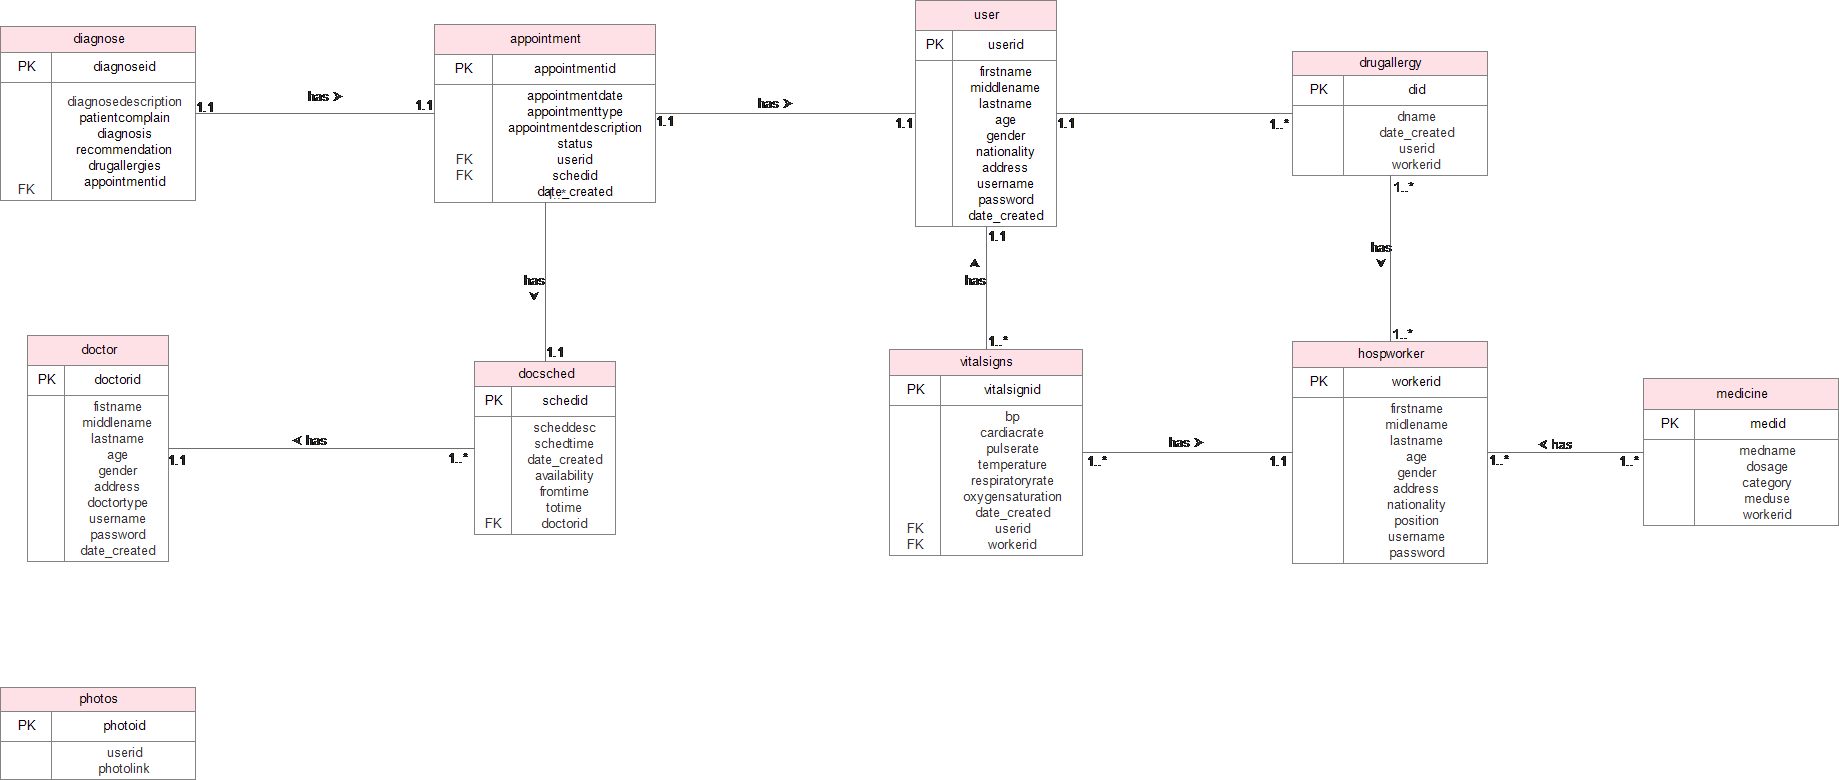 diagnose
PK diagnoseid
diagnosedescription
patientcomplain
diagnosis
recommendation
drugallergies
appointmentid
FK
1.1
has >
1.1
appointment
PK appointmentid
appointmentdate
appointmenttype
appointmentdescription
status
FK userid
FK schedid
date_created
1..*
1.1
has >
1.1
user
PK userid
firstname
middlename
lastname
age
gender
nationality
address
username
password
date_created
1.1
1..*
drugallergy
PK did
dname
date_created
userid
workerid
1..*
has
1..*
1.1
has
1..*
has
1.1
doctor
PK doctorid
fistname
middlename
lastname
age
gender
address
doctortype
username
password
date_created
1.1
< has
1..*
docsched
PK schedid
scheddesc
schedtime
date_created
availability
fromtime
totime
FK doctorid
vitalsigns
PK vitalsignid
bp
cardiacrate
pulserate
temperature
respiratoryrate
oxygensaturation
date_created
FK userid
FK workerid
1..*
has >
1.1
hospworker
PK workerid
firstname
midlename
lastname
age
gender
address
nationality
position
username
password
1..*
< has
1..*
medicine
PK medid
medname
dosage
category
meduse
workerid
photos
PK photoid
userid
photolink